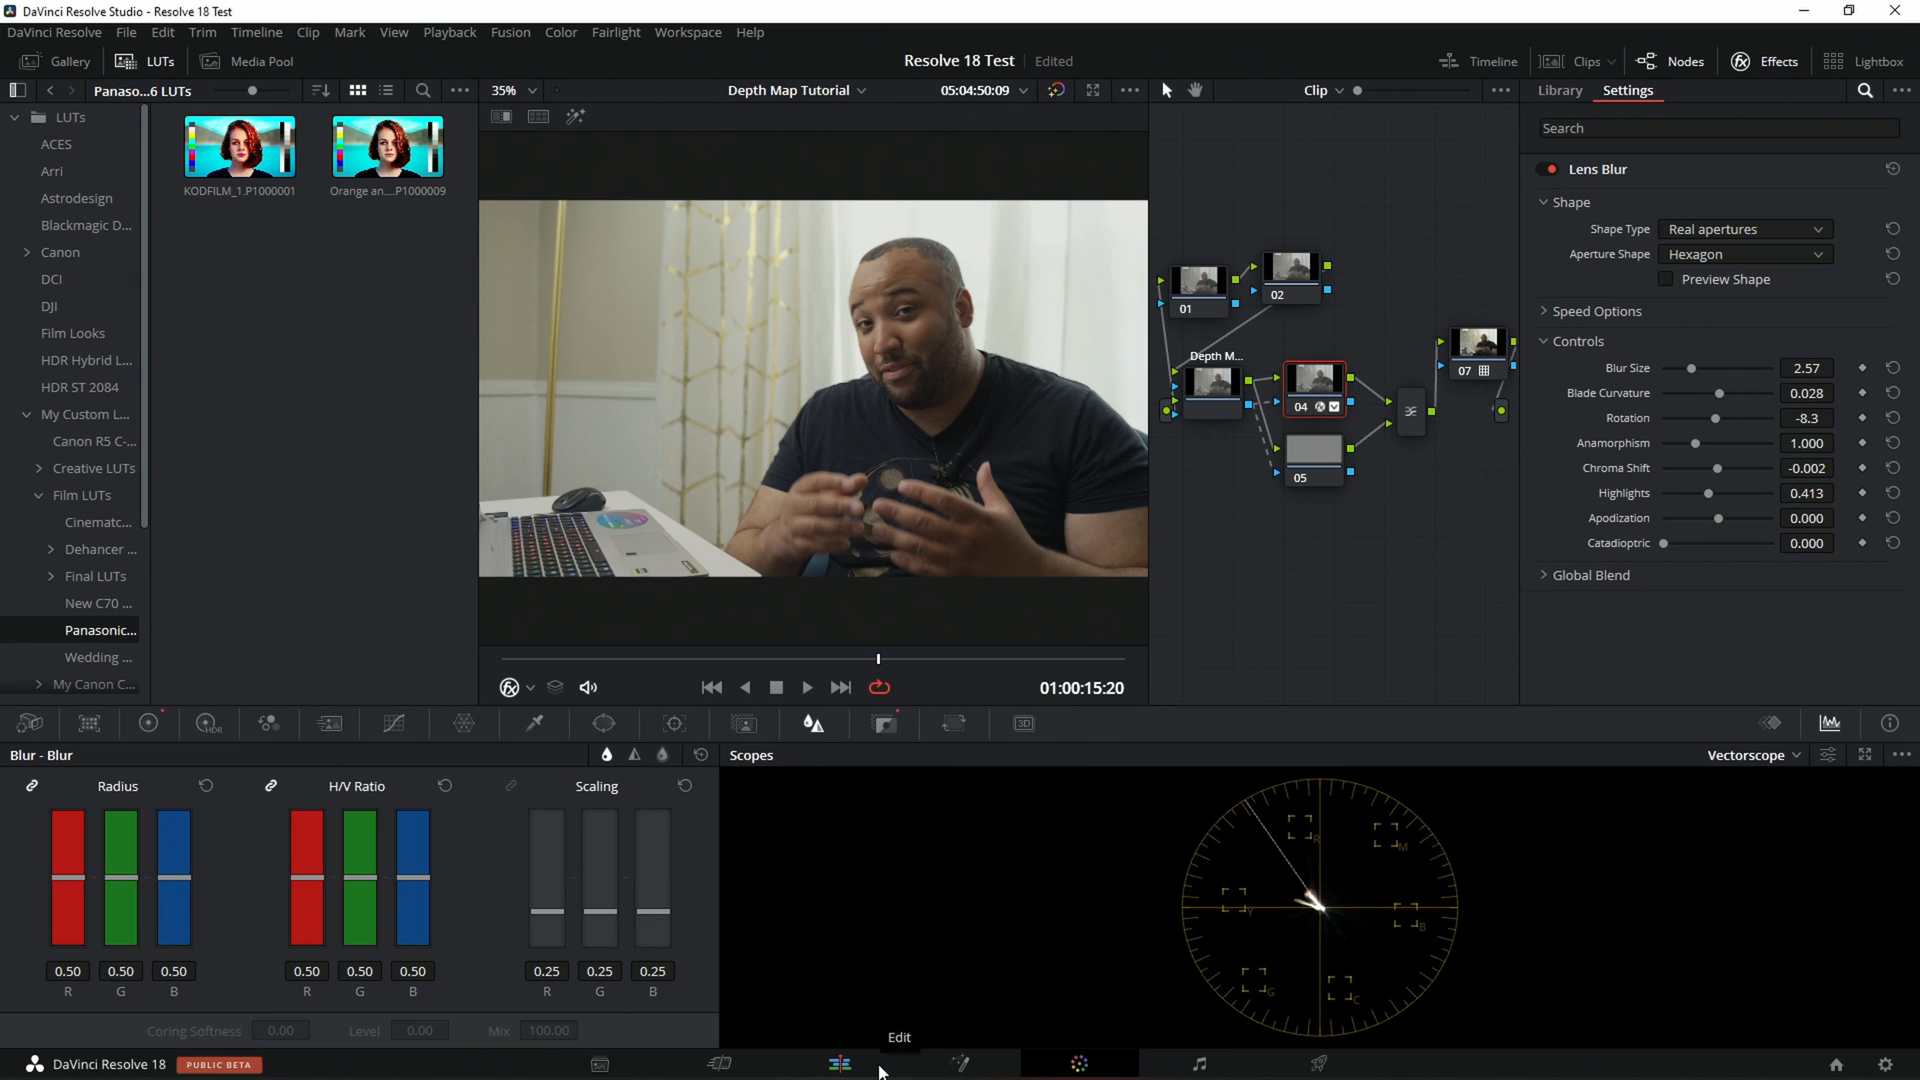 DaVinci Resolve Studio - Resolve 18 Test
DaVinci Resolve File Edit Trim Timeline Clip Mark View Playback Fusion Color Fairlight Workspace Help
Gallery LUTs Media Pool Resolve 18 Test Edited Timeline Clips Nodes Effects Lightbox
Panaso...6 LUTs 35% Depth Map Tutorial 05:04:50:09 Clip Library Settings
LUTs
ACES
Arri
Astrodesign
Blackmagic D...
Canon
DCI
DJI
Film Looks
HDR Hybrid L...
HDR ST 2084
My Custom L...
Canon R5 C-...
Creative LUTs
Film LUTs
Cinematc...
Dehancer ...
Final LUTs
New C70 ...
Panasonic...
Wedding ...
My Canon C...
KODFILM_1.P1000001
Orange an....P1000009
01:00:15:20
01
02
Depth M...
04
05
07
Search
Lens Blur
Shape
Shape Type Real apertures
Aperture Shape Hexagon
Preview Shape
Speed Options
Controls
Blur Size 2.57
Blade Curvature 0.028
Rotation -8.3
Anamorphism 1.000
Chroma Shift -0.002
Highlights 0.413
Apodization 0.000
Catadioptric 0.000
Global Blend
HDR
3D
Blur - Blur
Radius H/V Ratio Scaling
0.50 0.50 0.50 0.50 0.50 0.50 0.25 0.25 0.25
R G B R G B R G B
Coring Softness 0.00 Level 0.00 Mix 100.00
Scopes Vectorscope
R
M
Y
B
G
C
Edit
DaVinci Resolve 18 PUBLIC BETA